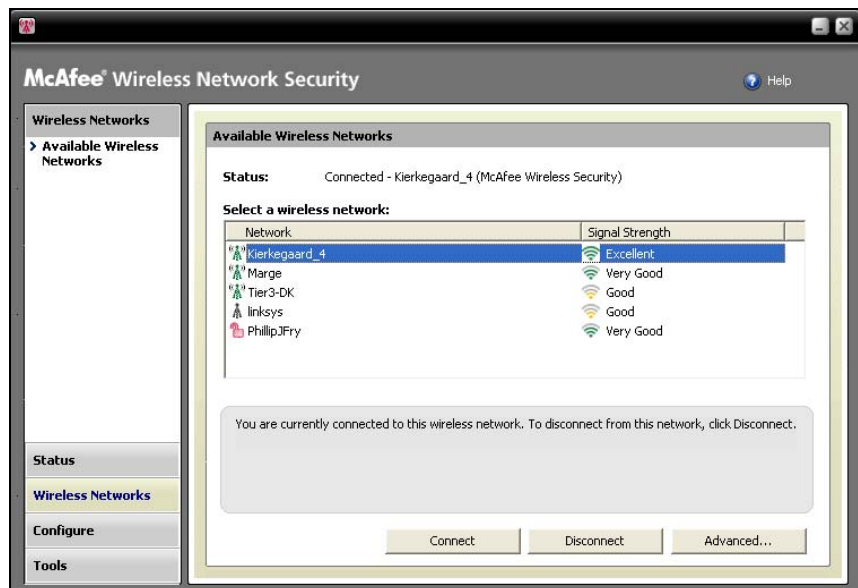 McAfee® Wireless Network Security
Help
Wireless Networks
Available Wireless
Networks
Status
Wireless Networks
Configure
Tools
Available Wireless Networks
Status: Connected - Kierkegaard_4 (McAfee Wireless Security)
Select a wireless network:
Network Signal Strength
Kierkegaard_4 Excellent
Marge Very Good
Tier3-DK Good
linksys Good
PhillipJFry Very Good
You are currently connected to this wireless network. To disconnect from this network, click Disconnect.
Connect Disconnect Advanced...